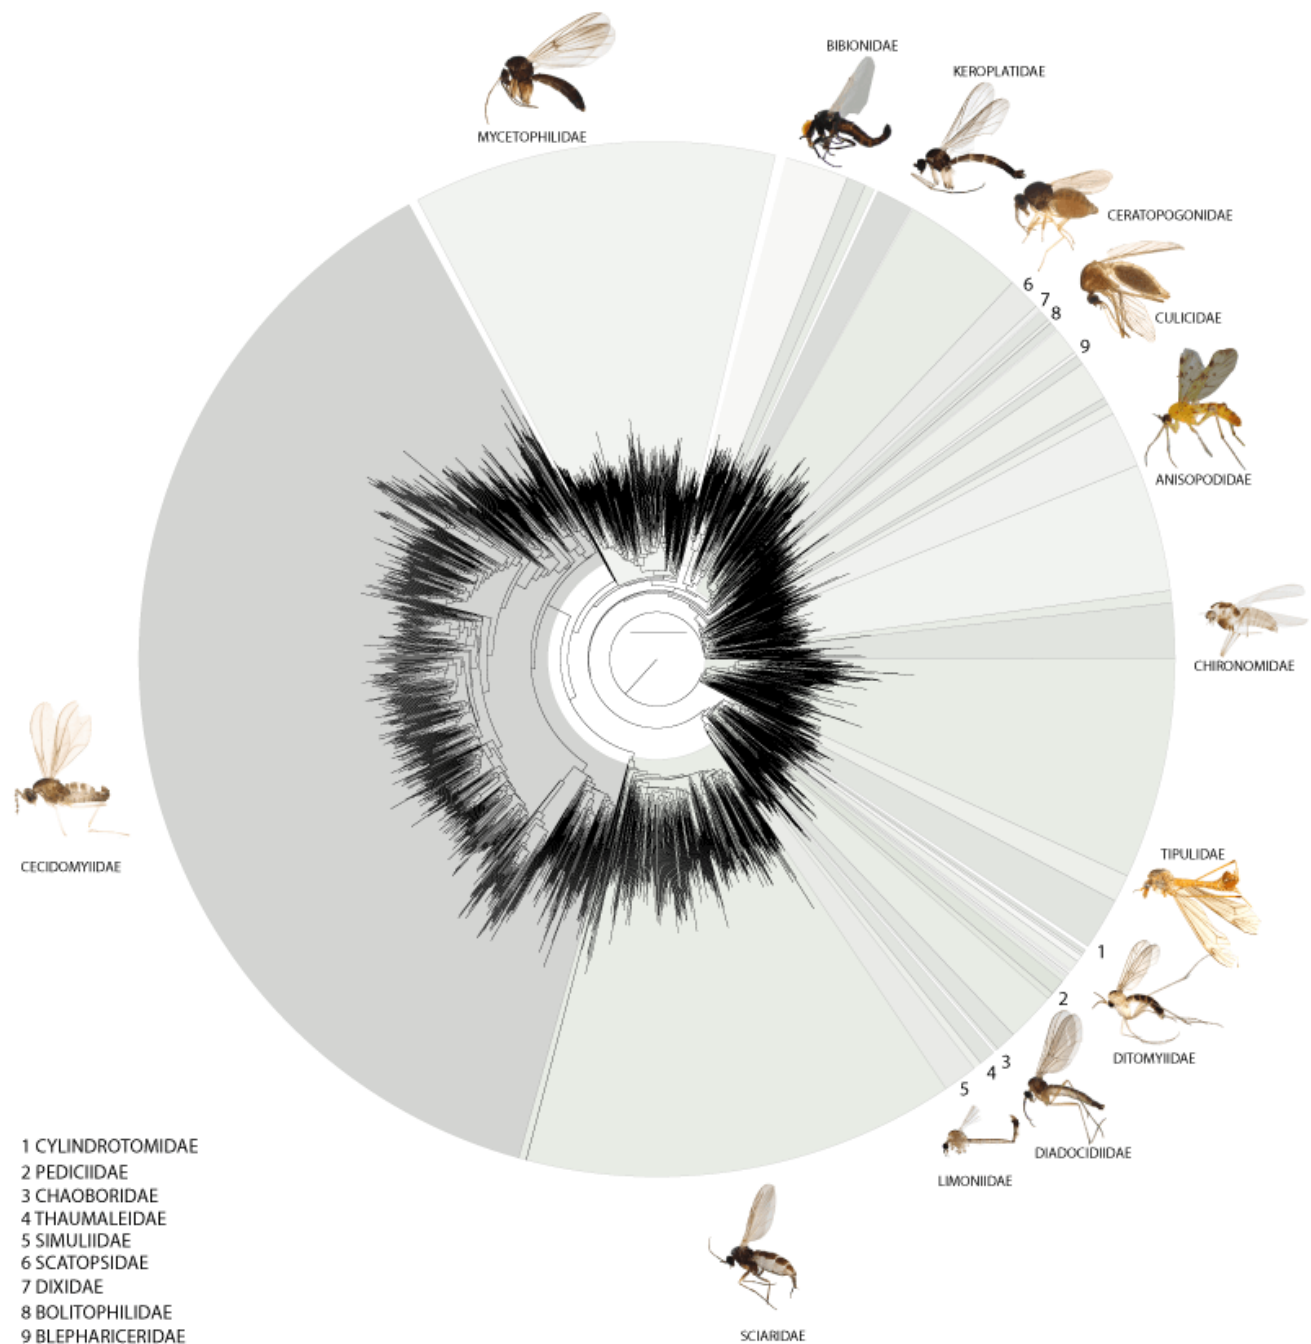 BIBIONIDAE
KEROPLATIDAE
MYCETOPHILIDAE
CERATOPOGONIDAE
6
7
8
CULICIDAE
9
ANISOPODIDAE
CHIRONOMIDAE
TIPULIDAE
CECIDOMYIIDAE
1
2
DITOMYIIDAE
3
4
5
DIADOCIDIIDAE
LIMONIIDAE
SCIARIDAE
1 CYLINDROTOMIDAE
2 PEDICIIDAE
3 CHAOBORIDAE
4 THAUMALEIDAE
5 SIMULIIDAE
6 SCATOPSIDAE
7 DIXIDAE
8 BOLITOPHILIDAE
9 BLEPHARICERIDAE